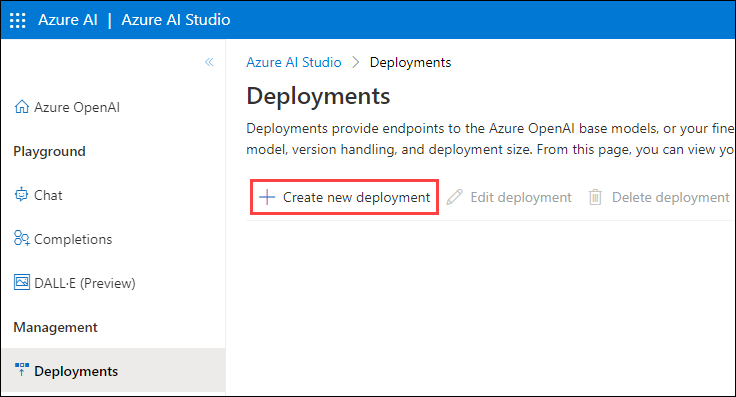 Azure AI | Azure AI Studio
Azure AI Studio > Deployments
Deployments
Deployments provide endpoints to the Azure OpenAI base models, or your fine
model, version handling, and deployment size. From this page, you can view yo
Create new deployment Edit deployment Delete deployment
Azure OpenAI
Playground
Chat
Completions
DALL·E (Preview)
Management
Deployments